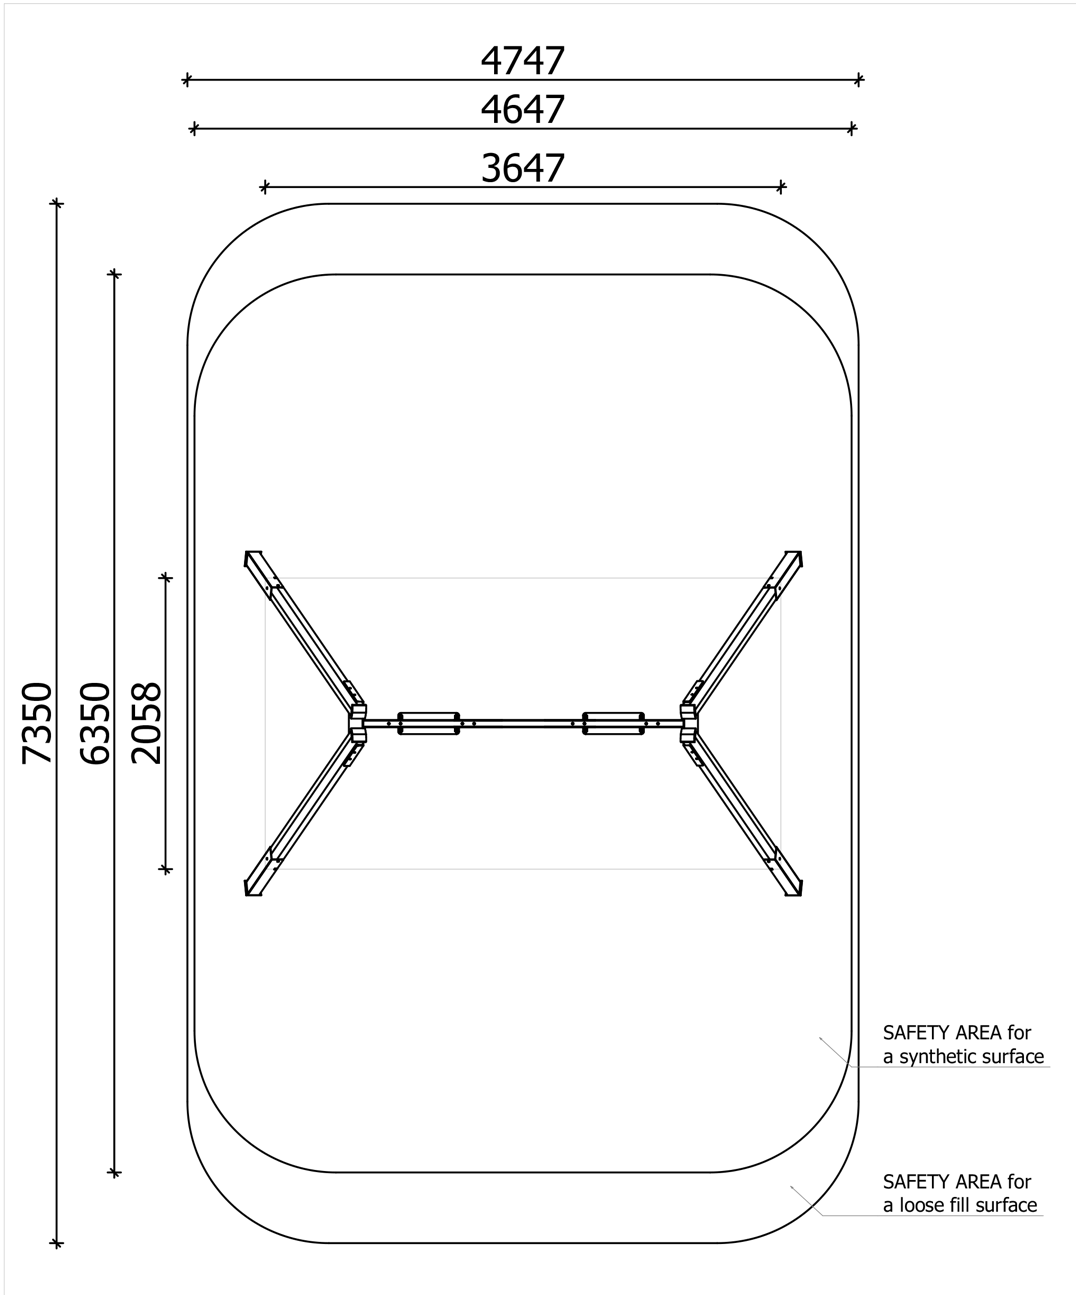 4747
4647
3647
7350
6350
2058
SAFETY AREA for
a synthetic surface
SAFETY AREA for
a loose fill surface